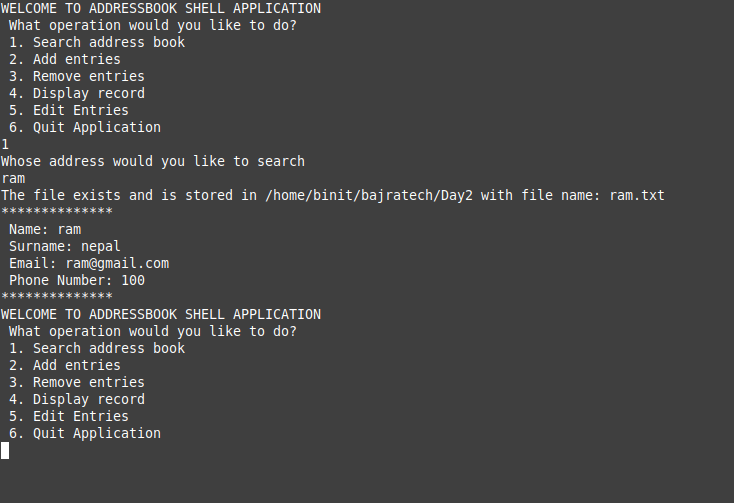 WELCOME TO ADDRESSBOOK SHELL APPLICATION
What operation would you like to do?
1. Search address book
2. Add entries
3. Remove entries
4. Display record
5. Edit Entries
6. Quit Application
1
Whose address would you like to search
ram
The file exists and is stored in /home/binit/bajratech/Day2 with file name: ram.txt
**************
Name: ram
Surname: nepal
Email: ram@gmail.com
Phone Number: 100
**************
WELCOME TO ADDRESSBOOK SHELL APPLICATION
What operation would you like to do?
1. Search address book
2. Add entries
3. Remove entries
4. Display record
5. Edit Entries
6. Quit Application